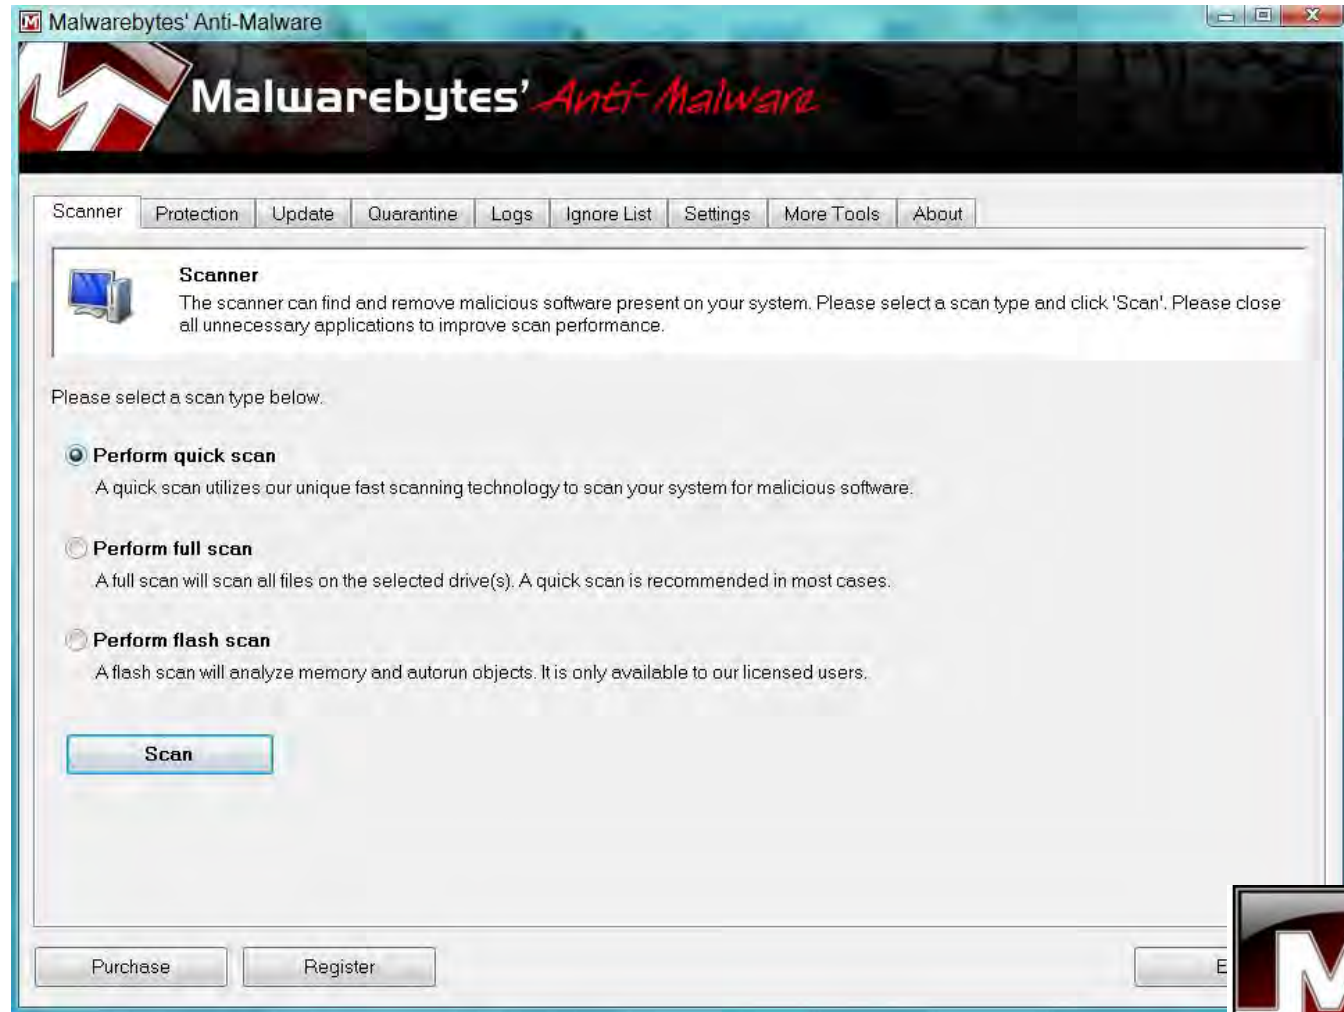 Malwarebytes' Anti-Malware
Malwarebytes' Anti-Malware
Scanner Protection Update Quarantine Logs Ignore List Settings More Tools About
Scanner
The scanner can find and remove malicious software present on your system. Please select a scan type and click 'Scan'. Please close
all unnecessary applications to improve scan performance.
Please select a scan type below.
Perform quick scan
A quick scan utilizes our unique fast scanning technology to scan your system for malicious software.
Perform full scan
A full scan will scan all files on the selected drive(s). A quick scan is recommended in most cases.
Perform flash scan
A flash scan will analyze memory and autorun objects. It is only available to our licensed users.
Scan
Purchase Register